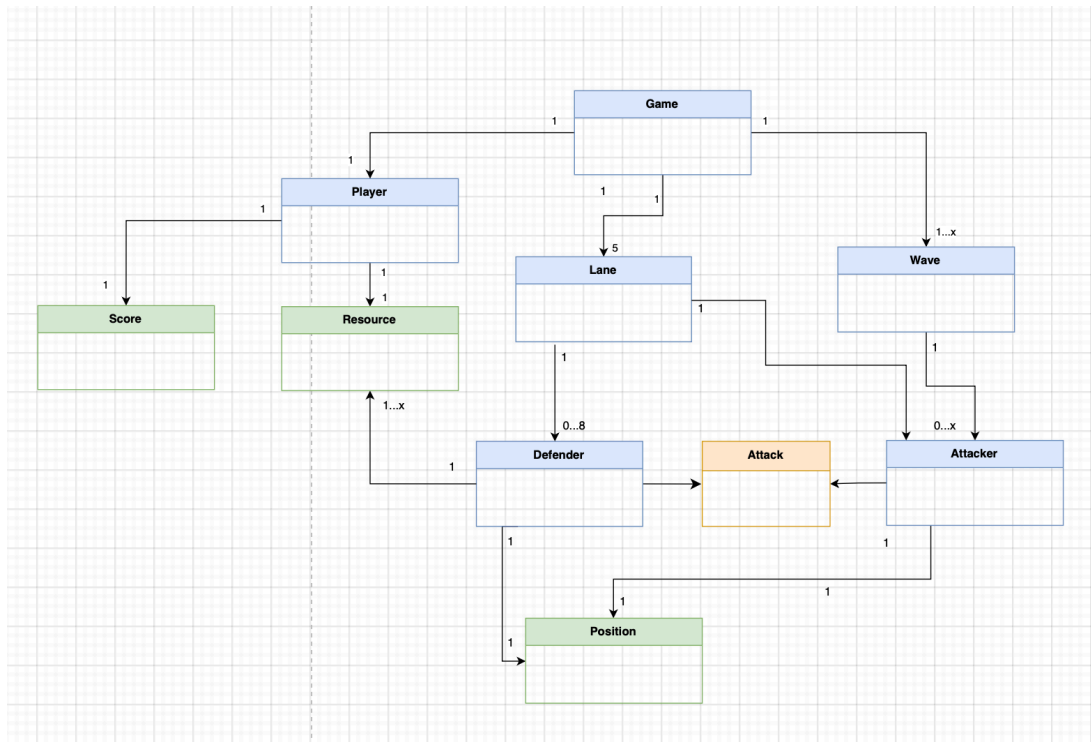 Game
1
1
1
Player
1
1
1
5
1...x
1
Lane
Wave
1
1
1
Score
Resource
1
1
1
1...x
0...8
0...x
Defender
Attack
Attacker
1
1
1
1
1
1
Position